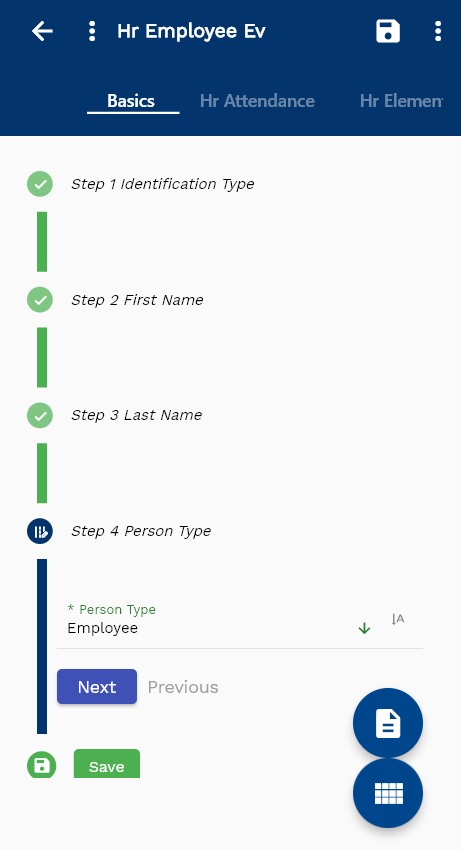 Hr Employee Ev
Basics
Hr Attendance
Hr Elemen
Step 1 Identification Type
Step 2 First Name
Step 3 Last Name
Step 4 Person Type
* Person Type
Employee
A
Next
Previous
Save